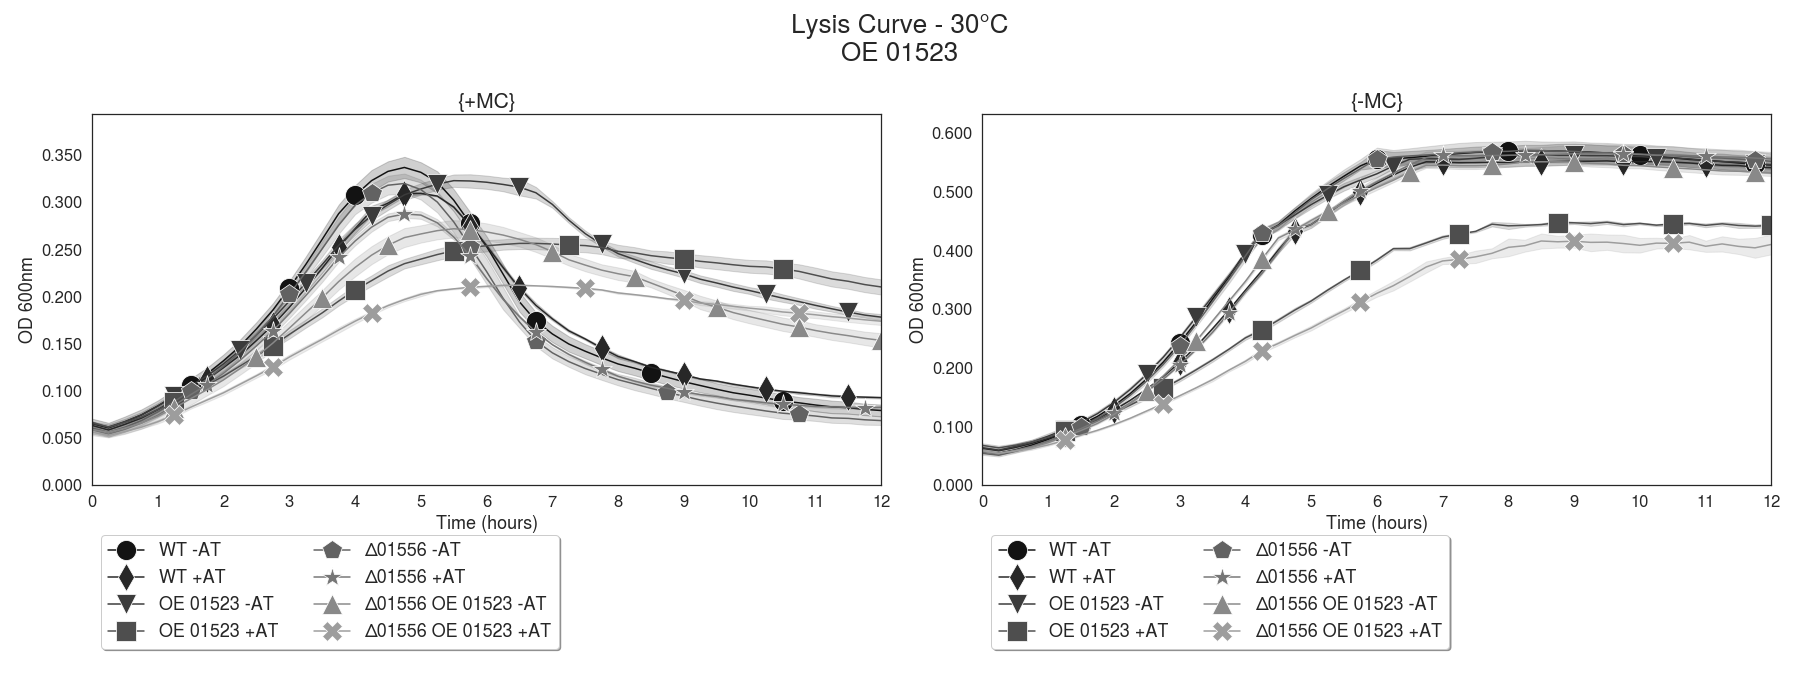 Lysis Curve - 30°C
OE 01523
{+MC}
OD 600nm
0.350
0.300
0.250
0.200
0.150
0.100
0.050
0.000
0 1 2 3 4 5 6 7 8 9 10 11 12
Time (hours)
WT -AT
WT +AT
OE 01523 -AT
OE 01523 +AT
Δ01556 -AT
Δ01556 +AT
Δ01556 OE 01523 -AT
Δ01556 OE 01523 +AT
{-MC}
OD 600nm
0.600
0.500
0.400
0.300
0.200
0.100
0.000
0 1 2 3 4 5 6 7 8 9 10 11 12
Time (hours)
WT -AT
WT +AT
OE 01523 -AT
OE 01523 +AT
Δ01556 -AT
Δ01556 +AT
Δ01556 OE 01523 -AT
Δ01556 OE 01523 +AT